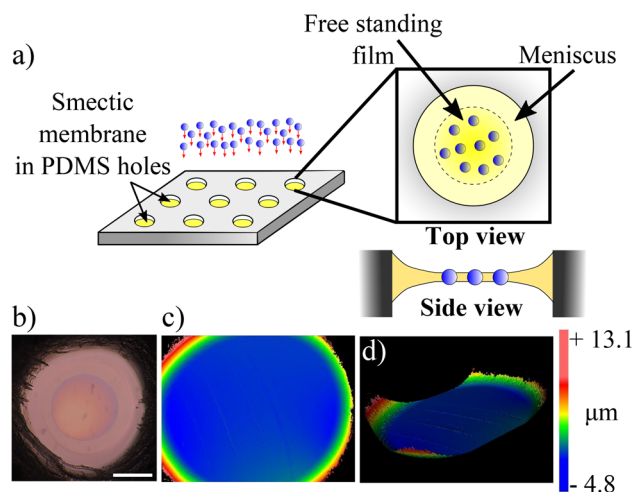 a)
Smectic
membrane
in PDMS holes
Free standing
film
Meniscus
Top view
Side view
b)
c)
d)
+ 13.1
μm
- 4.8